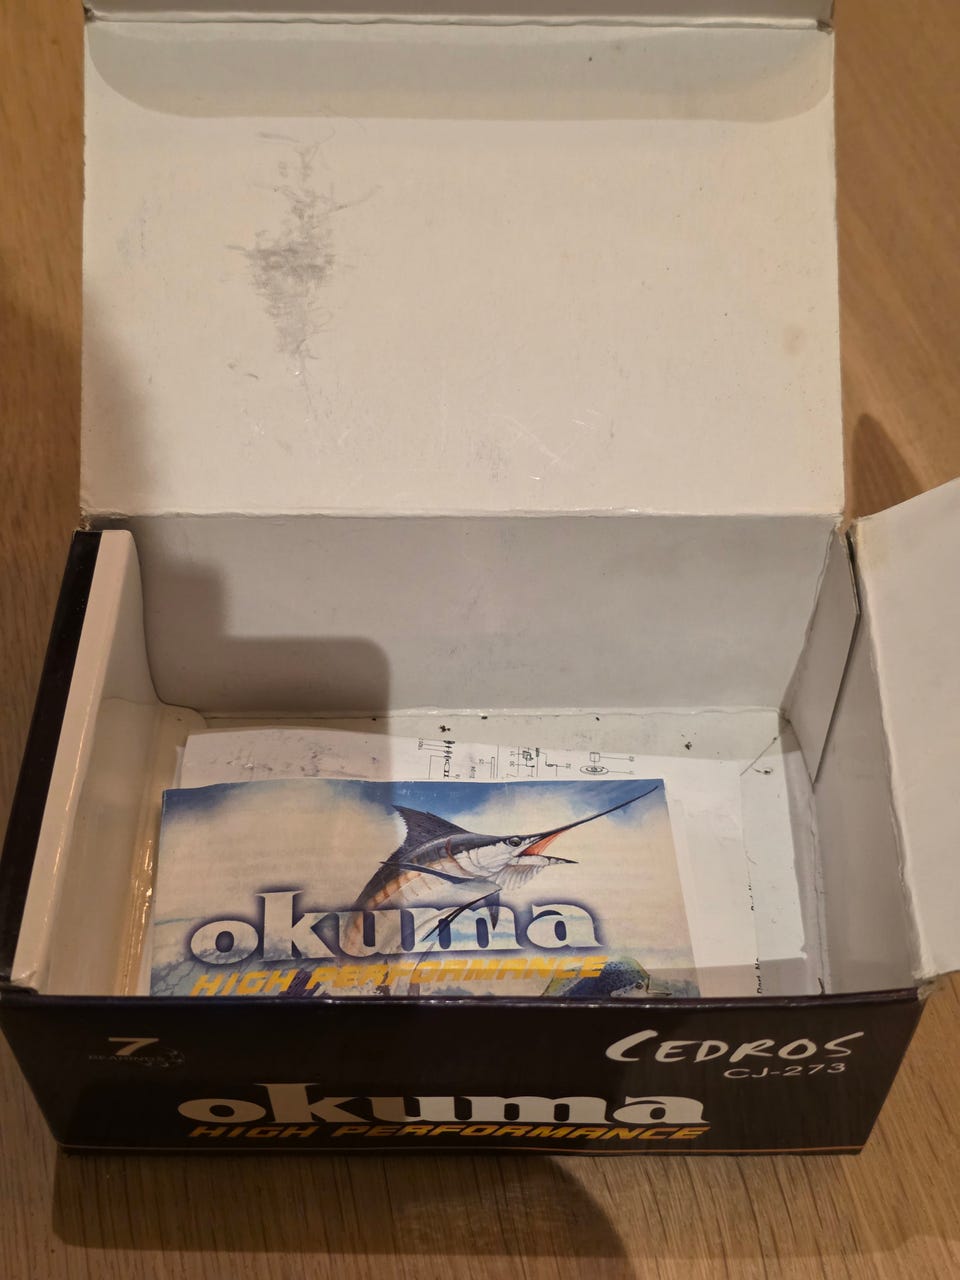 okuma
HIGH PERFORMANCE
7
BEARINGS
CEDROS
CJ-273
okuma
HIGH PERFORMANCE